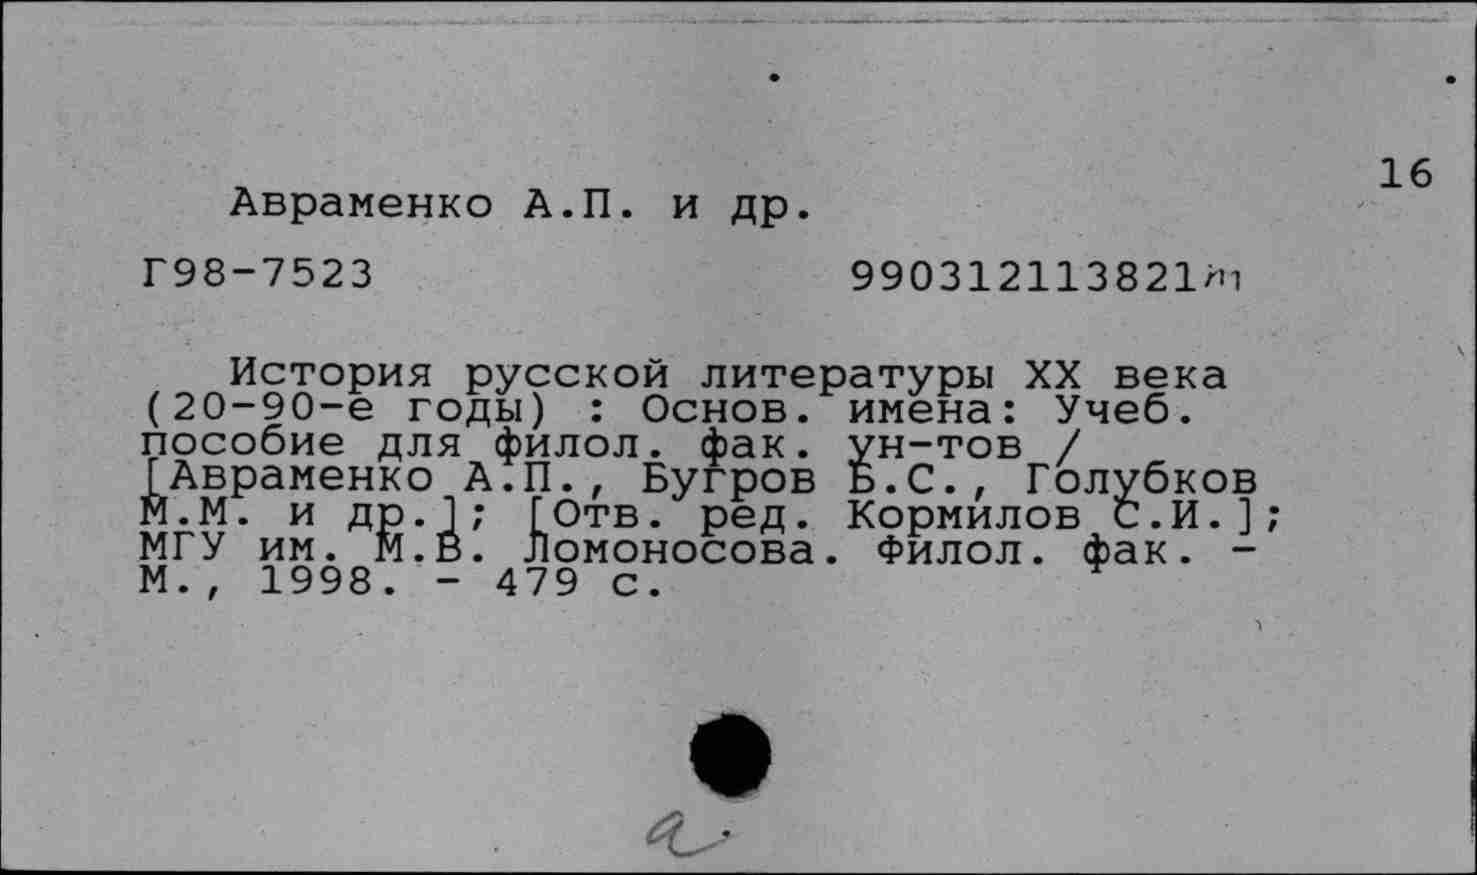 16
Авраменко А.П. и др.
Г98-7523 990312113821
История русской литературы XX века
(20-90-е годы) : Основ. имена: Учеб.
пособие для филол. фак. ун-тов /
[Авраменко А.П., Бугров Б.С., Голубков
М.М. и др.]; [Отв. ред. Кормилов С.И.];
МГУ им. М.В. Ломоносова. Филол. фак. -
М., 1998. - 479 с.